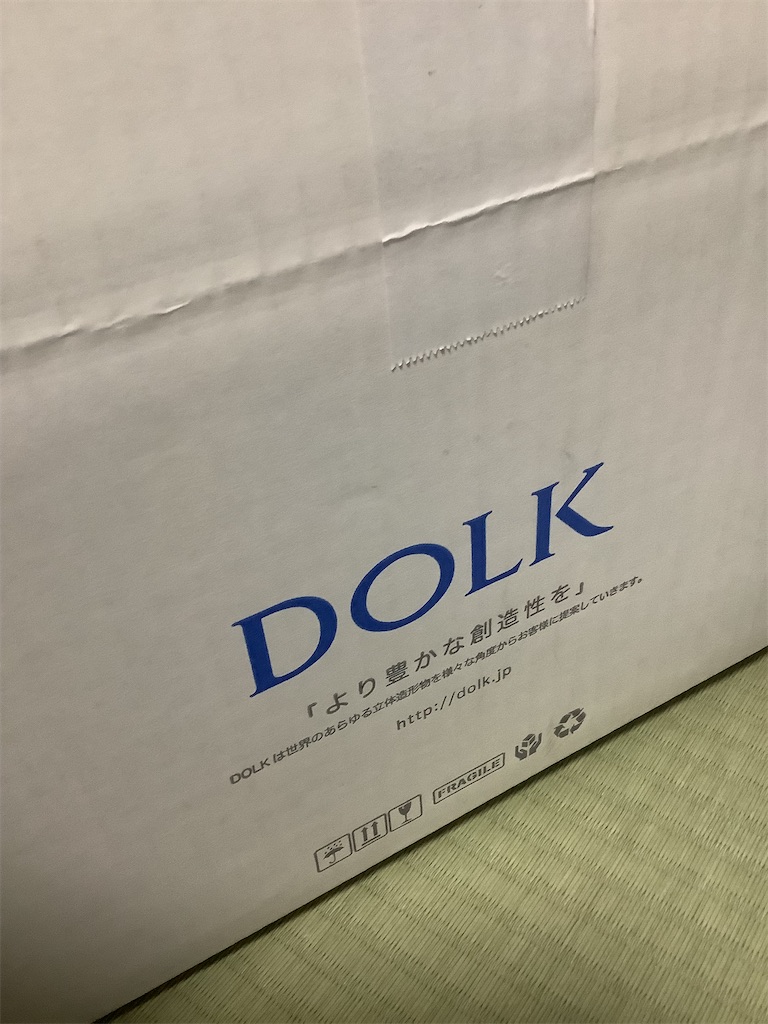 DOLK
「より豊かな創造性を」
DOLKは世界のあらゆる立体造形物を様々な角度からお客様に提案していきます。
http://dolk.jp
FRAGILE